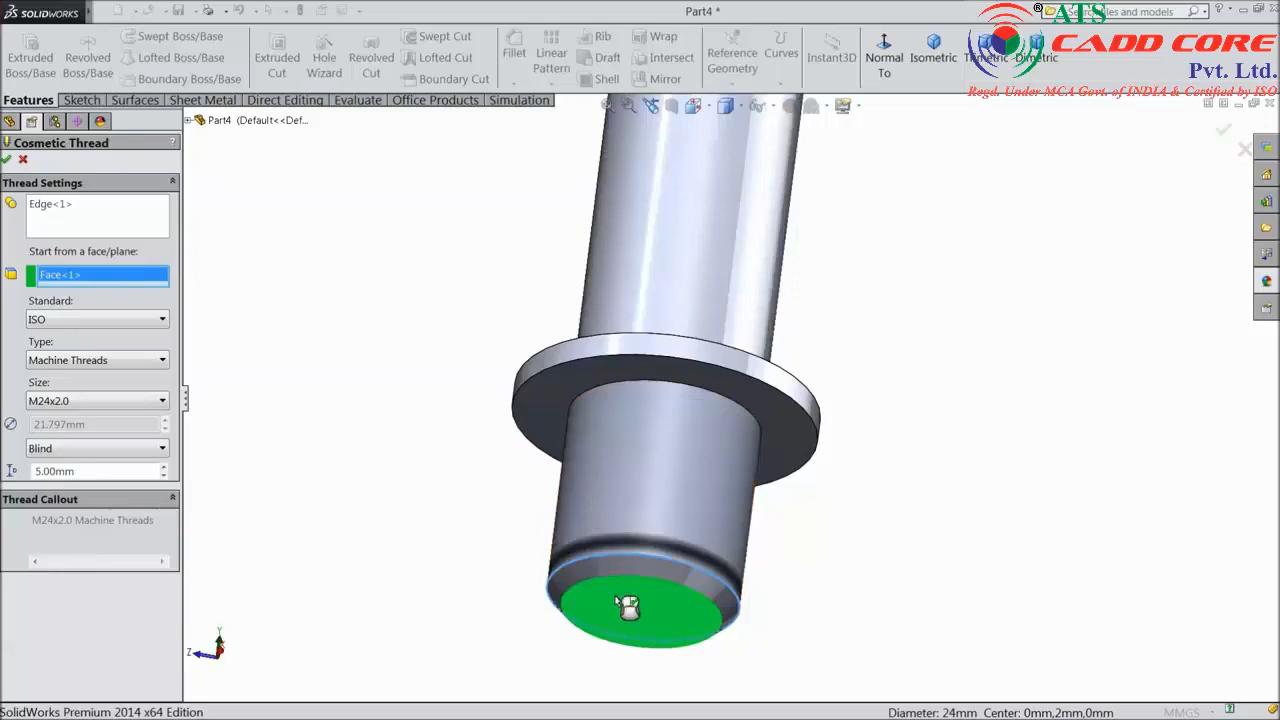 SOLIDWORKS
Part4 *
Search files and models
® ATS
CADD CORE
Pvt. Ltd.
Regd. Under MCA Govt. of INDIA & Certified by ISO
Extruded Boss/Base
Revolved Boss/Base
Swept Boss/Base
Lofted Boss/Base
Boundary Boss/Base
Extruded Cut
Hole Wizard
Revolved Cut
Swept Cut
Lofted Cut
Boundary Cut
Fillet
Linear Pattern
Rib
Draft
Shell
Wrap
Intersect
Mirror
Reference Geometry
Curves
Instant3D
Normal To
Isometric
Trimetric
Dimetric
Features Sketch Surfaces Sheet Metal Direct Editing Evaluate Office Products Simulation
Part4 (Default<<Def...
Cosmetic Thread ?
Thread Settings
Edge<1>
Start from a face/plane:
Face<1>
Standard:
ISO
Type:
Machine Threads
Size:
M24x2.0
21.797mm
Blind
5.00mm
Thread Callout
M24x2.0 Machine Threads
Y
Z
SolidWorks Premium 2014 x64 Edition
Diameter: 24mm Center: 0mm,2mm,0mm
MMGS